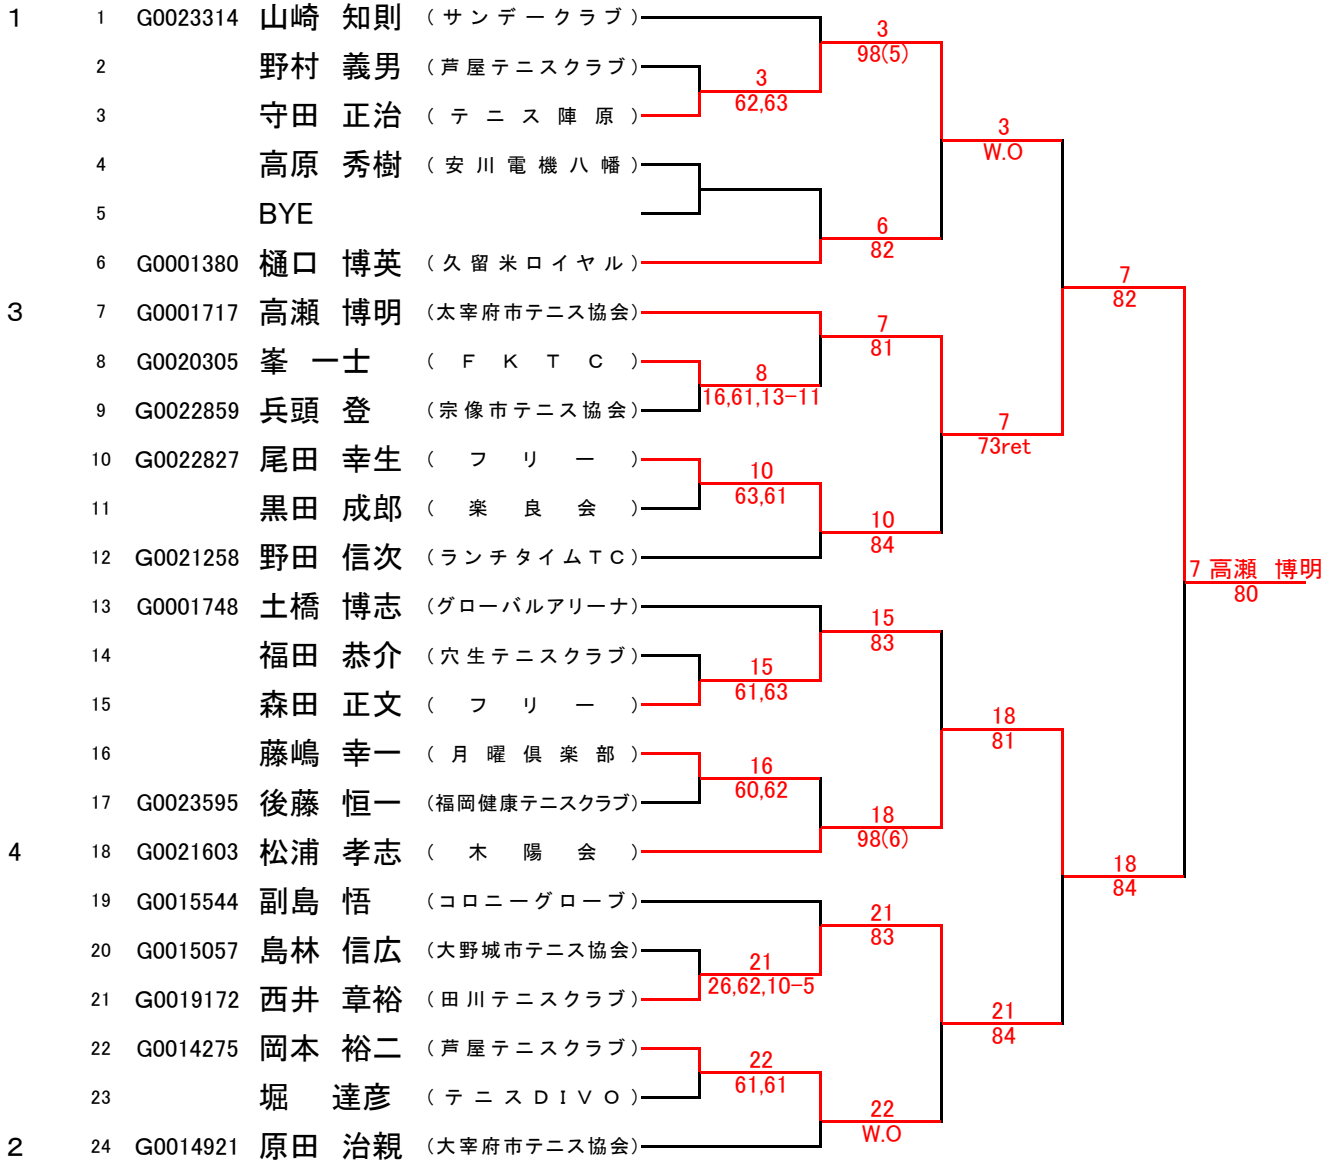 1 1 G0023314 山崎 知則 (サンデークラブ)
3
98(5)
2 野村 義男 (芦屋テニスクラブ)
3
62,63
3 守田 正治 (テニス陣原)
3
W.O
4 高原 秀樹 (安川電機八幡)
5 BYE
6
82
6 G0001380 樋口 博英 (久留米ロイヤル)
7
82
3 7 G0001717 高瀬 博明 (太宰府市テニス協会)
7
81
8 G0020305 峯 一士 (FKTC)
8
16,61,13-11
9 G0022859 兵頭 登 (宗像市テニス協会)
7
73ret
10 G0022827 尾田 幸生 (フリー)
10
63,61
11 黒田 成郎 (楽良会)
10
84
12 G0021258 野田 信次 (ランチタイムTC)
7 高瀬 博明
80
13 G0001748 土橋 博志 (グローバルアリーナ)
15
83
14 福田 恭介 (穴生テニスクラブ)
15
61,63
15 森田 正文 (フリー)
18
81
16 藤嶋 幸一 (月曜倶楽部)
16
60,62
17 G0023595 後藤 恒一 (福岡健康テニスクラブ)
18
98(6)
4 18 G0021603 松浦 孝志 (木陽会)
18
84
19 G0015544 副島 悟 (コロニーグローブ)
21
83
20 G0015057 島林 信広 (大野城市テニス協会)
21
26,62,10-5
21 G0019172 西井 章裕 (田川テニスクラブ)
21
84
22 G0014275 岡本 裕二 (芦屋テニスクラブ)
22
61,61
23 堀 達彦 (テニスDIVO)
22
W.O
2 24 G0014921 原田 治親 (太宰府市テニス協会)